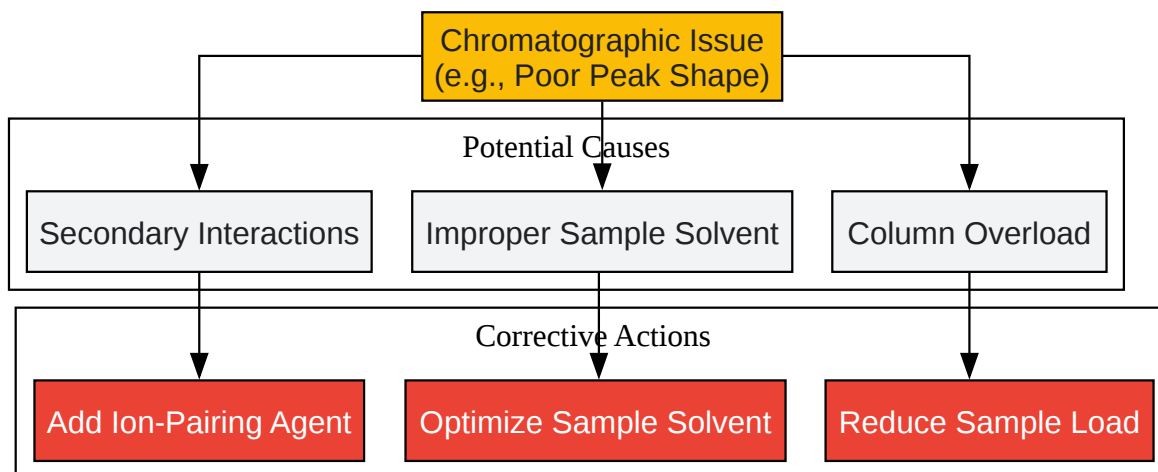 Chromatographic Issue
(e.g., Poor Peak Shape)
Potential Causes
Secondary Interactions
Improper Sample Solvent
Column Overload
Corrective Actions
Add Ion-Pairing Agent
Optimize Sample Solvent
Reduce Sample Load